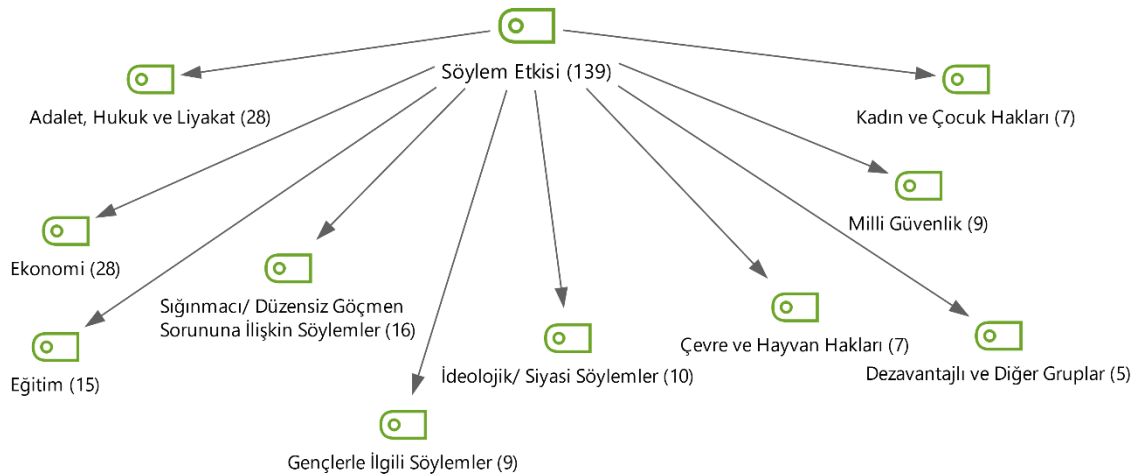 Söylem Etkisi (139)
Adalet, Hukuk ve Liyakat (28)
Kadın ve Çocuk Hakları (7)
Milli Güvenlik (9)
Ekonomi (28)
Sığınmacı/ Düzensiz Göçmen
Sorununa İlişkin Söylemler (16)
Çevre ve Hayvan Hakları (7)
Dezavantajlı ve Diğer Gruplar (5)
İdeolojik/ Siyasi Söylemler (10)
Eğitim (15)
Gençlerle İlgili Söylemler (9)